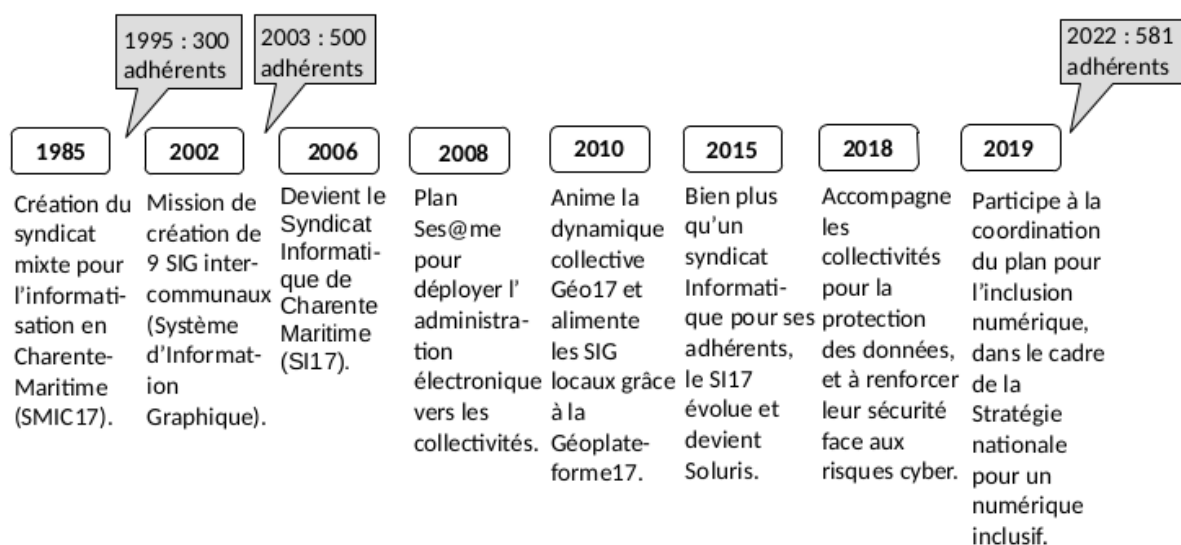 1995 : 300
adhérents
2003 : 500
adhérents
2022 : 581
adhérents
1985
Création du
syndicat
mixte pour
l’informati-
sation en
Charente-
Maritime
(SMIC17).
2002
Mission de
création de
9 SIG inter-
communaux
(Système
d’Informat-
ion
Graphique).
2006
Devient le
Syndicat
Informati-
que de
Charente
Maritime
(SI17).
2008
Plan
Ses@me
pour
déployer l’
administra-
tion
électronique
vers les
collectivités.
2010
Anime la
dynamique
collective
Géo17 et
alimente
les SIG
locaux grâce
à la
Géoplate-
forme17.
2015
Bien plus
qu’un
syndicat
Informati-
que pour ses
adhérents,
le SI17
évolue et
devient
Soluris.
2018
Accompagne
les
collectivités
pour la
protection
des données,
et à renforcer
leur sécurité
face aux
risques cyber.
2019
Participe à la
coordination
du plan pour
l’inclusion
numérique,
dans le cadre
de la
Stratégie
nationale
pour un
numérique
inclusif.